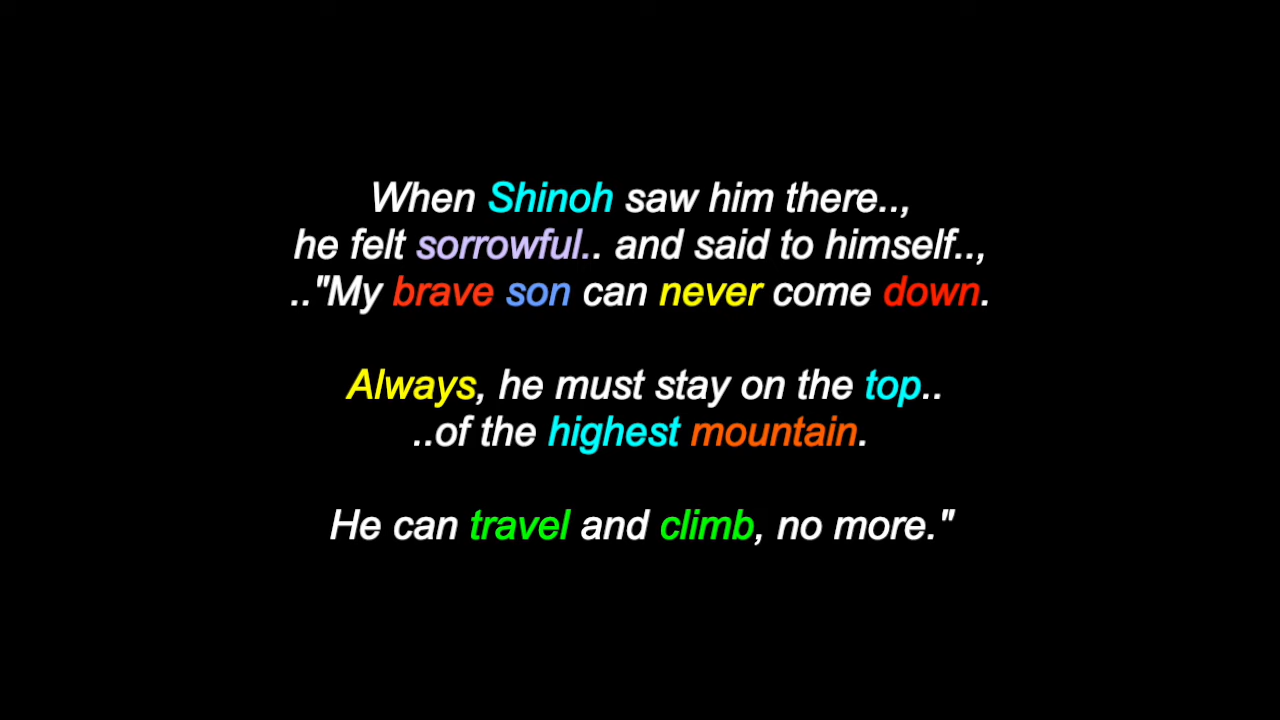 When Shinoh saw him there..,
he felt sorrowful.. and said to himself..,
.."My brave son can never come down.
Always, he must stay on the top..
..of the highest mountain.
He can travel and climb, no more."